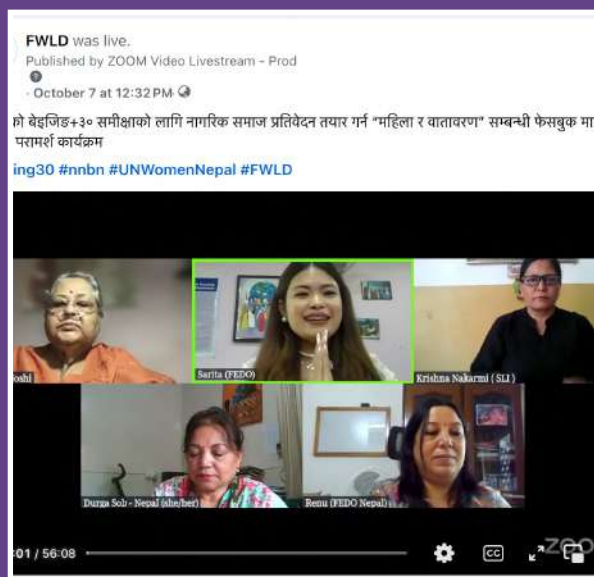 FWLD was live.
Published by ZOOM Video Livestream - Prod
· October 7 at 12:32 PM ·
को बेइजिङ+३० समीक्षाको लागि नागरिक समाज प्रतिवेदन तयार गर्न “महिला र वातावरण” सम्बन्धी फेसबुक मा
परामर्श कार्यक्रम
ing30 #nnbn #UNWomenNepal #FWLD
oshi
Sarita (FEDO)
Krishna Nakarmi ( SLI )
Durga Sob - Nepal (she/her)
Renu (FEDO Nepal)
:01 / 56:08
CC
ZOO